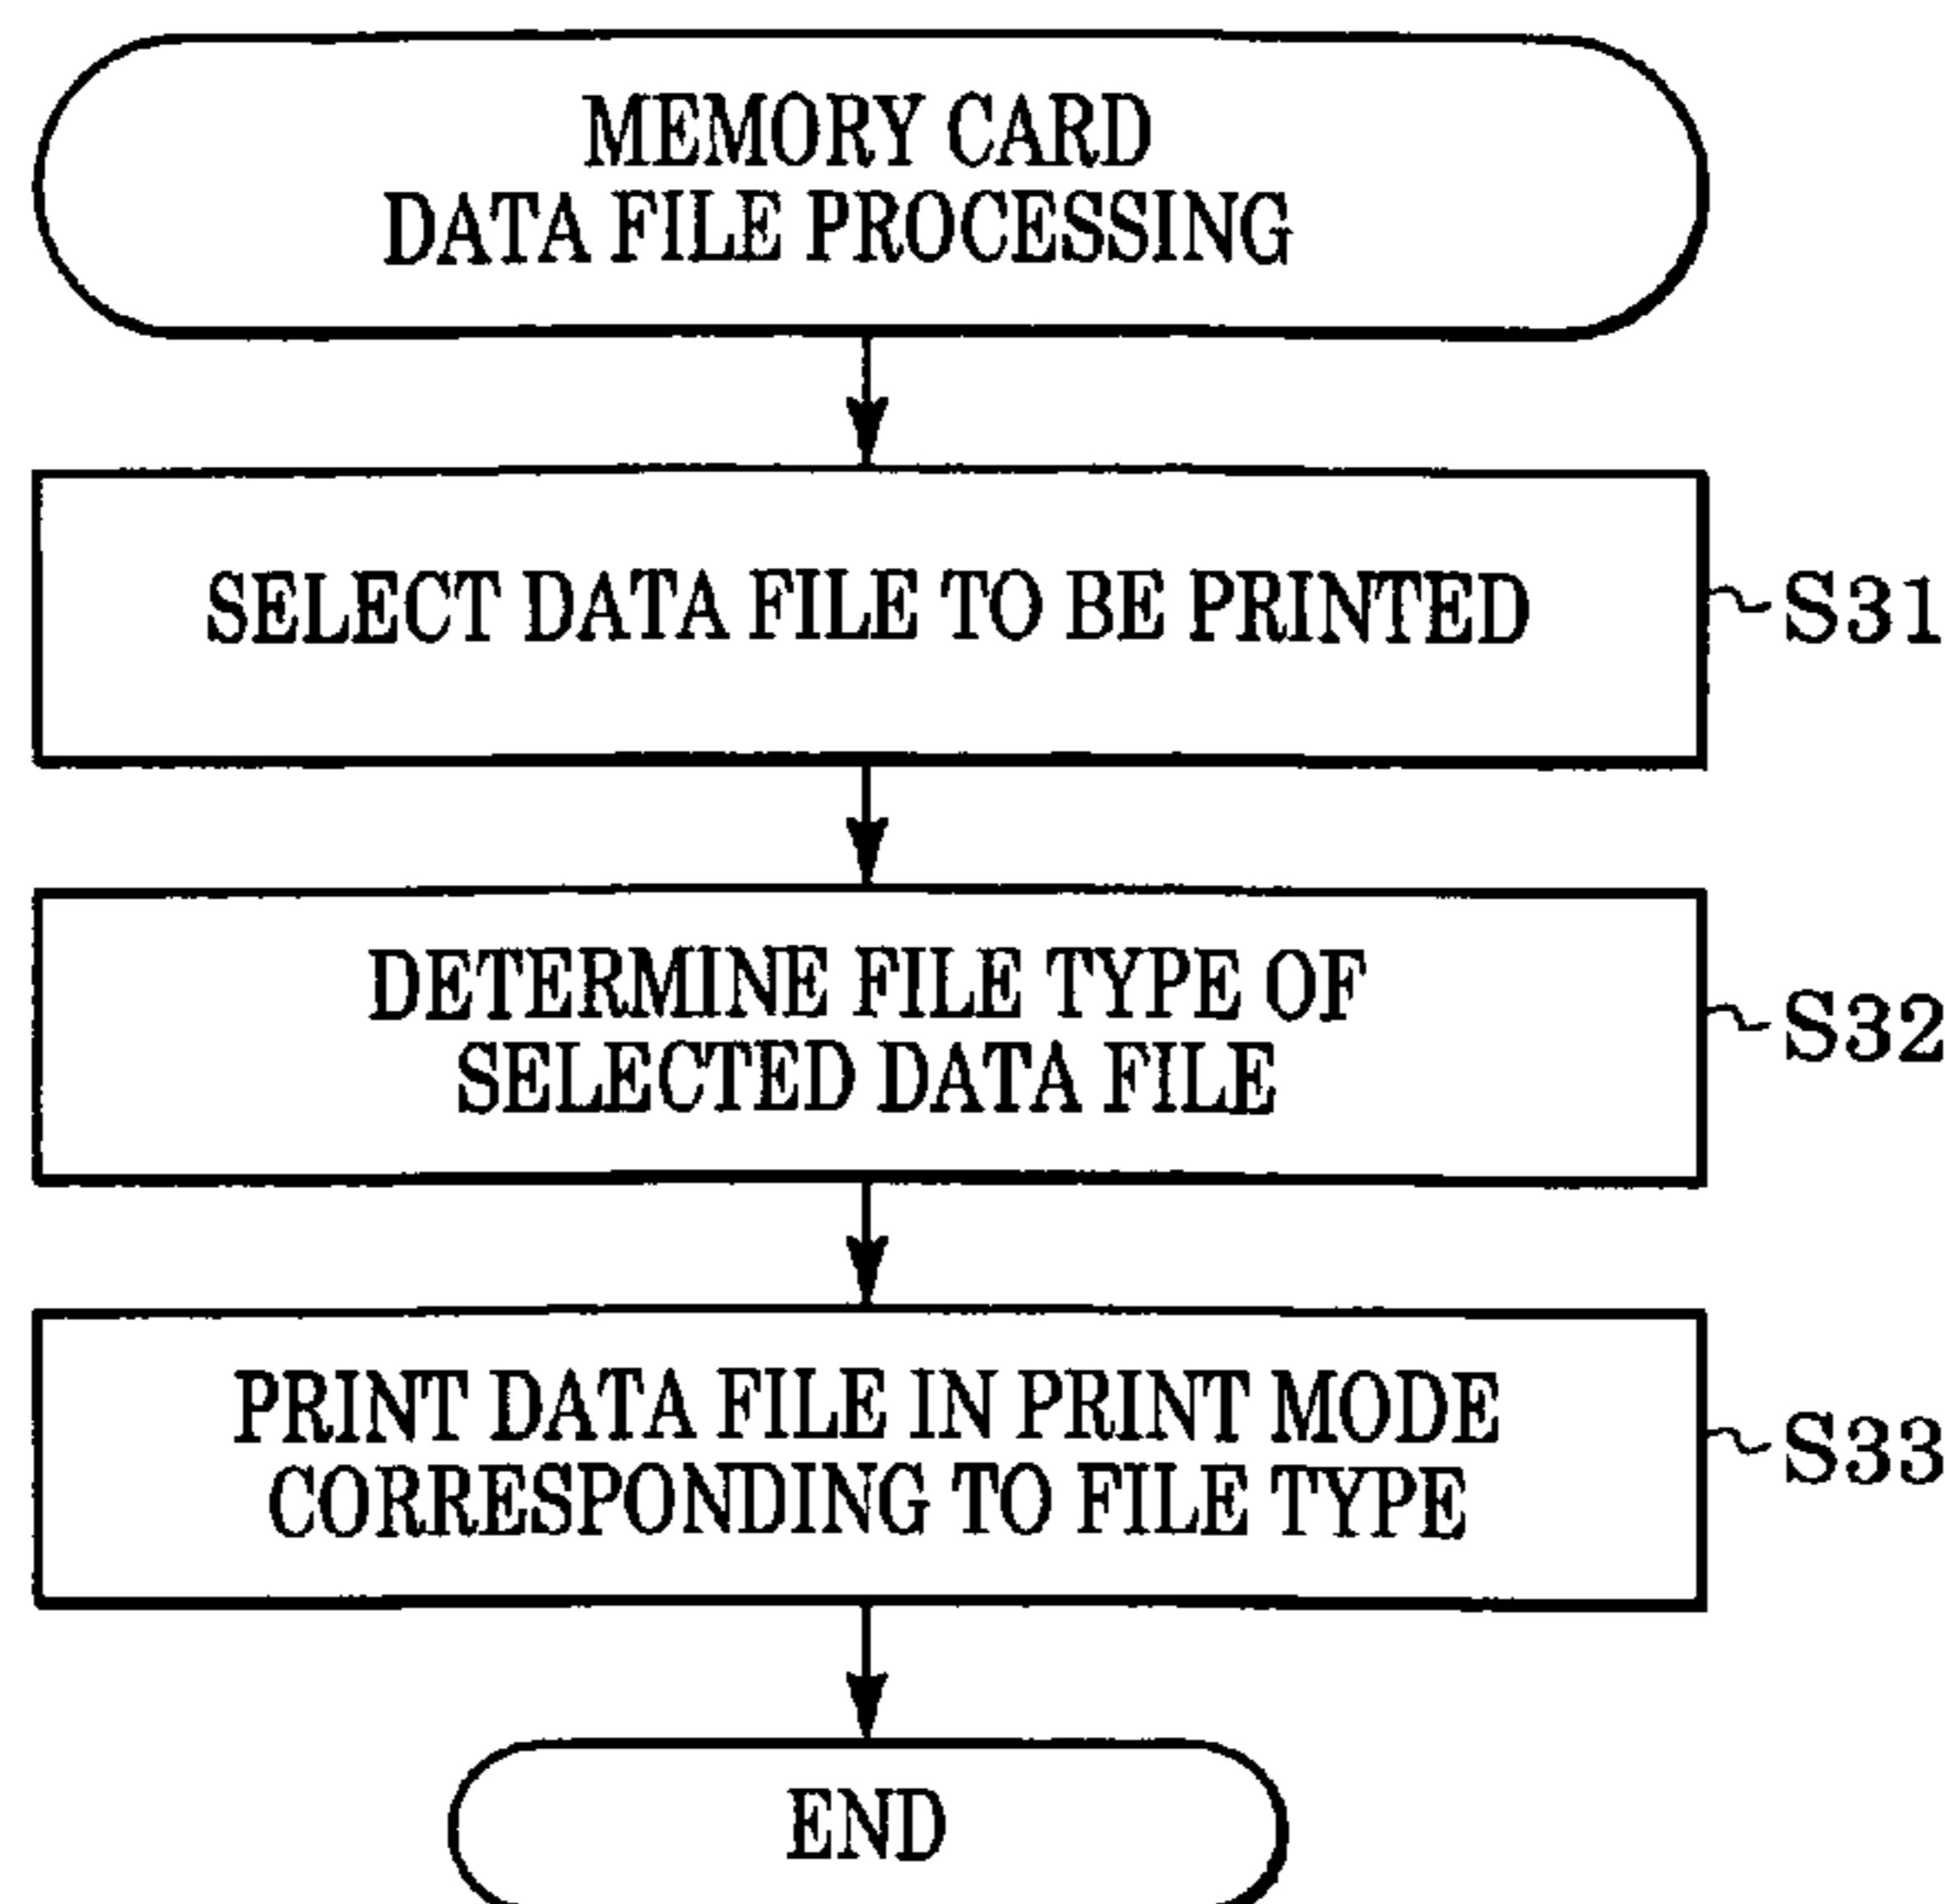 MEMORY CARD
DATA FILE PROCESSING
SELECT DATA FILE TO BE PRINTED
S31
DETERMINE FILE TYPE OF
SELECTED DATA FILE
S32
PRINT DATA FILE IN PRINT MODE
CORRESPONDING TO FILE TYPE
S33
END